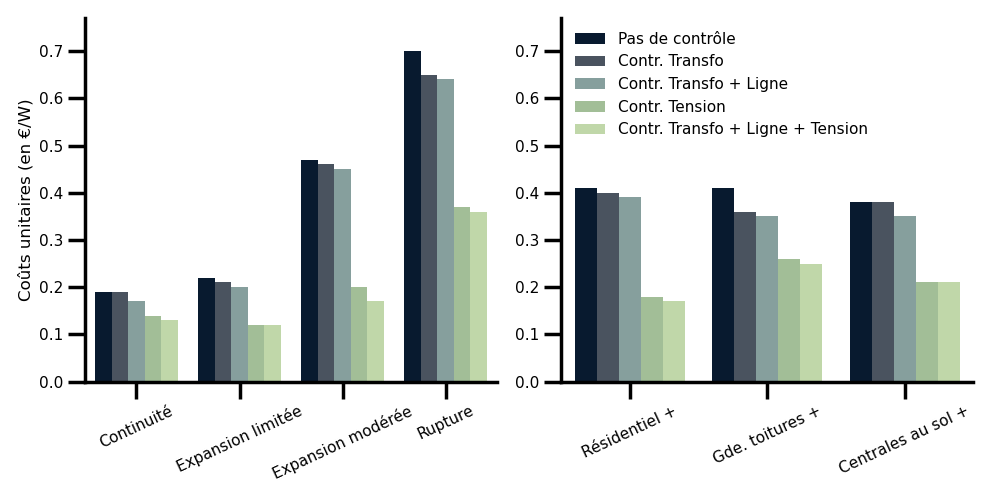 Coûts unitaires (en €/W)
0.7
0.6
0.5
0.4
0.3
0.2
0.1
0.0
Continuité
Expansion limitée
Expansion modérée
Rupture
0.7
0.6
0.5
0.4
0.3
0.2
0.1
0.0
Pas de contrôle
Contr. Transfo
Contr. Transfo + Ligne
Contr. Tension
Contr. Transfo + Ligne + Tension
Résidentiel +
Gde. toitures +
Centrales au sol +